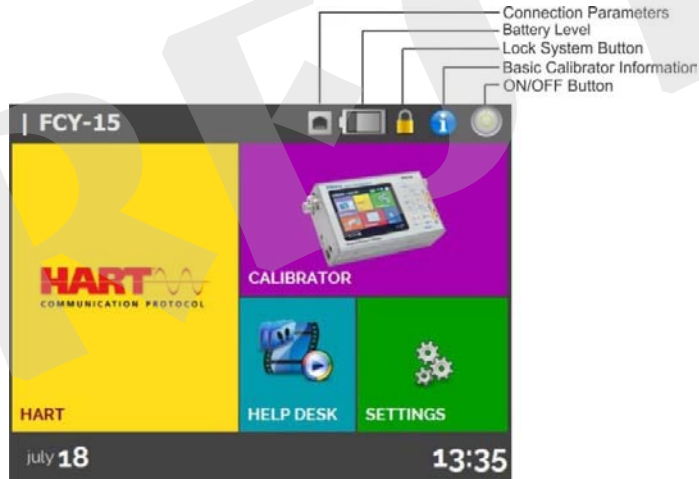 Connection Parameters
Battery Level
Lock System Button
Basic Calibrator Information
ON/OFF Button
| FCY-15
HART
COMMUNICATION PROTOCOL
CALIBRATOR
HART
HELP DESK
SETTINGS
july 18
13:35